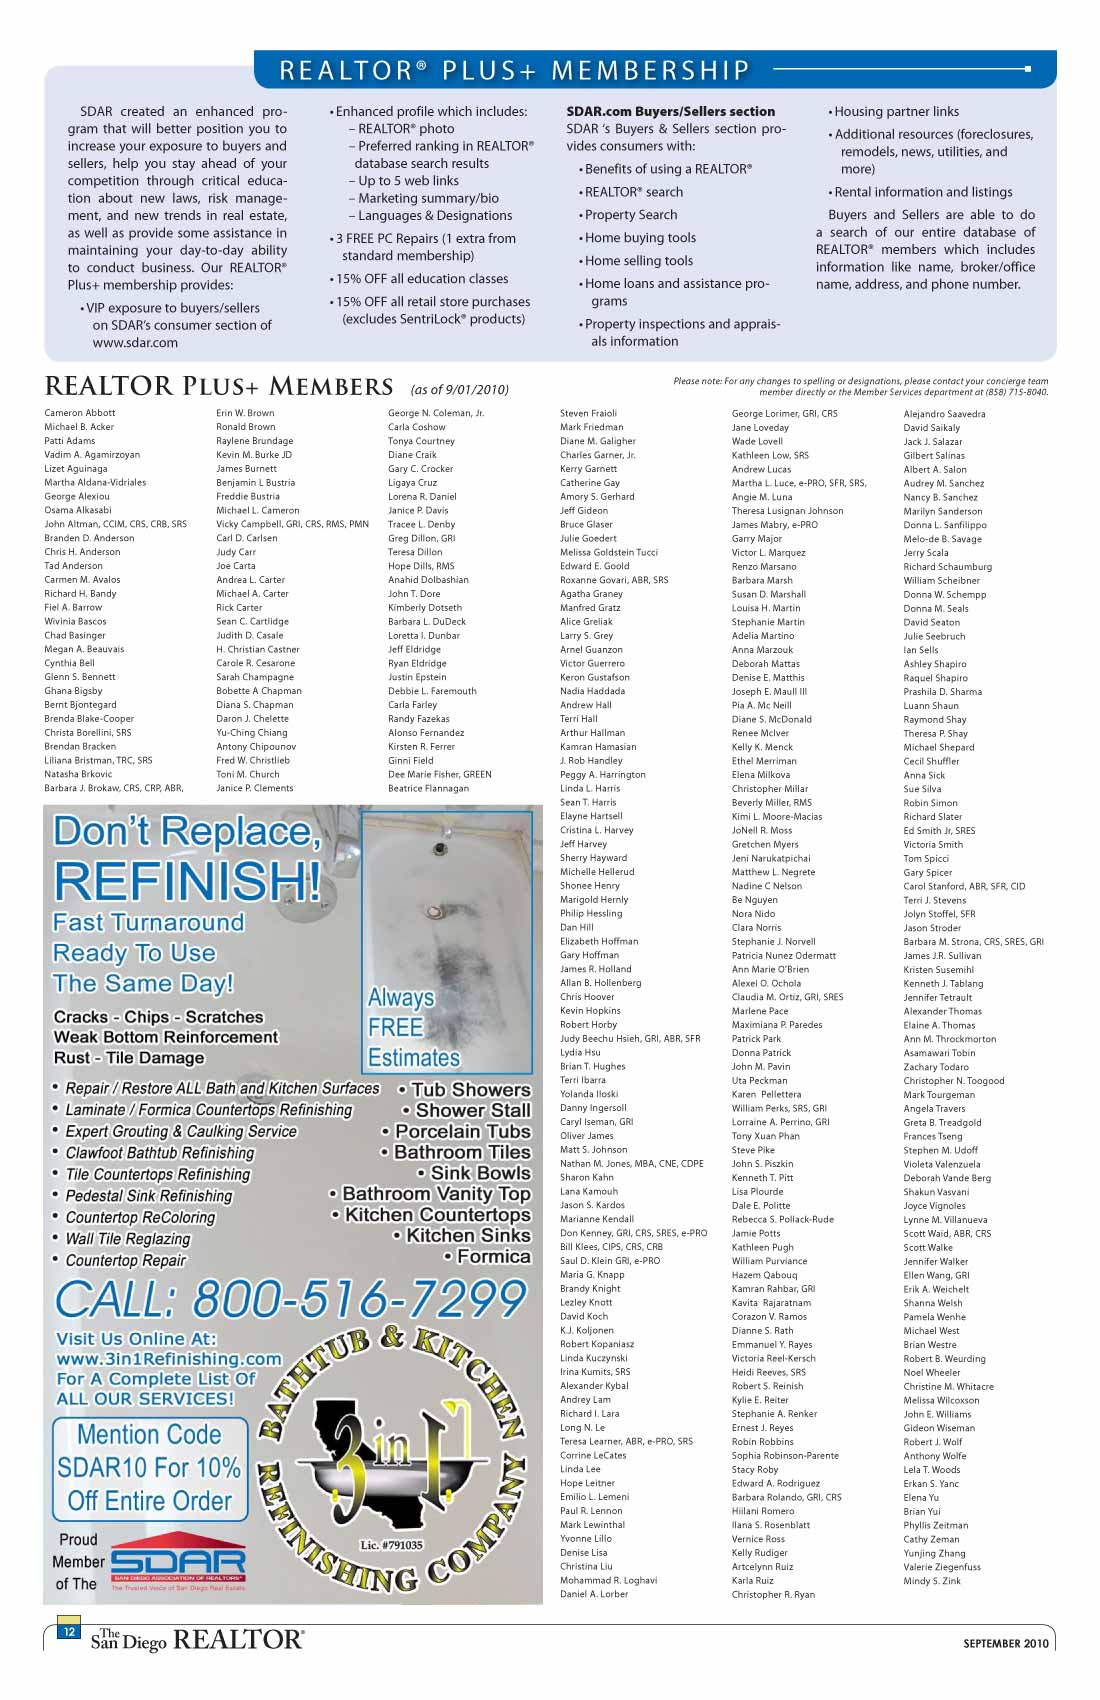 REALTOR® PLUS+ MEMBERSHIP
SDAR created an enhanced pro-
gram that will better position you to
increase your exposure to buyers and
sellers, help you stay ahead of your
competition through critical educa-
tion about new laws, risk manage-
ment, and new trends in real estate,
as well as provide some assistance in
maintaining your day-to-day ability
to conduct business. Our REALTOR®
Plus+ membership provides:
• VIP exposure to buyers/sellers
on SDAR's consumer section of
www.sdar.com
• Enhanced profile which includes:
– REALTOR® photo
– Preferred ranking in REALTOR®
database search results
– Up to 5 web links
– Marketing summary/bio
– Languages & Designations
• 3 FREE PC Repairs (1 extra from
standard membership)
• 15% OFF all education classes
• 15% OFF all retail store purchases
(excludes SentriLock® products)
SDAR.com Buyers/Sellers section
SDAR 's Buyers & Sellers section pro-
vides consumers with:
• Benefits of using a REALTOR®
• REALTOR® search
• Property Search
• Home buying tools
• Home selling tools
• Home loans and assistance pro-
grams
• Property inspections and apprais-
als information
• Housing partner links
• Additional resources (foreclosures,
remodels, news, utilities, and
more)
• Rental information and listings
Buyers and Sellers are able to do
a search of our entire database of
REALTOR® members which includes
information like name, broker/office
name, address, and phone number.
REALTOR PLUS+ MEMBERS (as of 9/01/2010)
Please note: For any changes to spelling or designations, please contact your concierge team
member directly or the Member Services department at (858) 715-8040.
Cameron Abbott
Michael B. Acker
Patti Adams
Vadim A. Agamirzoyan
Lizet Aguinaga
Martha Aldana-Vidriales
George Alexiou
Osama Alkasabi
John Altman, CCIM, CRS, CRB, SRS
Branden D. Anderson
Chris H. Anderson
Tad Anderson
Carmen M. Avalos
Richard H. Bandy
Fiel A. Barrow
Wivinia Bascos
Chad Basinger
Megan A. Beauvais
Cynthia Bell
Glenn S. Bennett
Ghana Bigsby
Bernt Bjontegard
Brenda Blake-Cooper
Christa Borellini, SRS
Brendan Bracken
Liliana Bristman, TRC, SRS
Natasha Brkovic
Barbara J. Brokaw, CRS, CRP, ABR,
Erin W. Brown
Ronald Brown
Raylene Brundage
Kevin M. Burke JD
James Burnett
Benjamin L Bustria
Freddie Bustria
Michael L. Cameron
Vicky Campbell, GRI, CRS, RMS, PMN
Carl D. Carlsen
Judy Carr
Joe Carta
Andrea L. Carter
Michael A. Carter
Rick Carter
Sean C. Cartlidge
Judith D. Casale
H. Christian Castner
Carole R. Cesarone
Sarah Champagne
Bobette A Chapman
Diana S. Chapman
Daron J. Chelette
Yu-Ching Chiang
Antony Chipounov
Fred W. Christlieb
Toni M. Church
Janice P. Clements
George N. Coleman, Jr.
Carla Coshow
Tonya Courtney
Diane Craik
Gary C. Crocker
Ligaya Cruz
Lorena R. Daniel
Janice P. Davis
Tracee L. Denby
Greg Dillon, GRI
Teresa Dillon
Hope Dills, RMS
Anahid Dolbashian
John T. Dore
Kimberly Dotseth
Barbara L. DuDeck
Loretta I. Dunbar
Jeff Eldridge
Ryan Eldridge
Justin Epstein
Debbie L. Faremouth
Carla Farley
Randy Fazekas
Alonso Fernandez
Kirsten R. Ferrer
Ginni Field
Dee Marie Fisher, GREEN
Beatrice Flannagan
Steven Fraioli
Mark Friedman
Diane M. Galigher
Charles Garner, Jr.
Kerry Garnett
Catherine Gay
Amory S. Gerhard
Jeff Gideon
Bruce Glaser
Julie Goedert
Melissa Goldstein Tucci
Edward E. Goold
Roxanne Govari, ABR, SRS
Agatha Graney
Manfred Gratz
Alice Greliak
Larry S. Grey
Arnel Guanzon
Victor Guerrero
Keron Gustafson
Nadia Haddada
Andrew Hall
Terri Hall
Arthur Hallman
Kamran Hamasian
J. Rob Handley
Peggy A. Harrington
Linda L. Harris
Sean T. Harris
Elayne Hartsell
Cristina L. Harvey
Jeff Harvey
Sherry Hayward
Michelle Hellerud
Shonee Henry
Marigold Hernly
Philip Hessling
Dan Hill
Elizabeth Hoffman
Gary Hoffman
James R. Holland
Allan B. Hollenberg
Chris Hoover
Kevin Hopkins
Robert Horby
Judy Beechu Hsieh, GRI, ABR, SFR
Lydia Hsu
Brian T. Hughes
Terri Ibarra
Yolanda Iloski
Danny Ingersoll
Caryl Iseman, GRI
Oliver James
Matt S. Johnson
Nathan M. Jones, MBA, CNE, CDPE
Sharon Kahn
Lana Kamouh
Jason S. Kardos
Marianne Kendall
Don Kenney, GRI, CRS, SRES, e-PRO
Bill Klees, CIPS, CRS, CRB
Saul D. Klein GRI, e-PRO
Maria G. Knapp
Brandy Knight
Lezley Knott
David Koch
K.J. Koljonen
Robert Kopaniasz
Linda Kuczynski
Irina Kumits, SRS
Alexander Kybal
Andrey Lam
Richard I. Lara
Long N. Le
Teresa Learner, ABR, e-PRO, SRS
Corrine LeCates
Linda Lee
Hope Leitner
Emilio L. Lemeni
Paul R. Lennon
Mark Lewinthal
Yvonne Lillo
Denise Lisa
Christina Liu
Mohammad R. Loghavi
Daniel A. Lorber
George Lorimer, GRI, CRS
Jane Loveday
Wade Lovell
Kathleen Low, SRS
Andrew Lucas
Martha L. Luce, e-PRO, SFR, SRS,
Angie M. Luna
Theresa Lusignan Johnson
James Mabry, e-PRO
Garry Major
Victor L. Marquez
Renzo Marsano
Barbara Marsh
Susan D. Marshall
Louisa H. Martin
Stephanie Martin
Adelia Martino
Anna Marzouk
Deborah Mattas
Denise E. Matthis
Joseph E. Maull III
Pia A. Mc Neill
Diane S. McDonald
Renee McIver
Kelly K. Menck
Ethel Merriman
Elena Milkova
Christopher Millar
Beverly Miller, RMS
Kimi L. Moore-Macias
JoNell R. Moss
Gretchen Myers
Jeni Narukatpichai
Matthew L. Negrete
Nadine C Nelson
Be Nguyen
Nora Nido
Clara Norris
Stephanie J. Norvell
Patricia Nunez Odermatt
Ann Marie O'Brien
Alexei O. Ochola
Claudia M. Ortiz, GRI, SRES
Marlene Pace
Maximiana P. Paredes
Patrick Park
Donna Patrick
John M. Pavin
Uta Peckman
Karen Pellettera
William Perks, SRS, GRI
Lorraine A. Perrino, GRI
Tony Xuan Phan
Steve Pike
John S. Piszkin
Kenneth T. Pitt
Lisa Plourde
Dale E. Politte
Rebecca S. Pollack-Rude
Jamie Potts
Kathleen Pugh
William Purviance
Hazem Qabouq
Kamran Rahbar, GRI
Kavita Rajaratnam
Corazon V. Ramos
Dianne S. Rath
Emmanuel Y. Rayes
Victoria Reel-Kersch
Heidi Reeves, SRS
Robert S. Reinish
Kylie E. Reiter
Stephanie A. Renker
Ernest J. Reyes
Robin Robbins
Sophia Robinson-Parente
Stacy Roby
Edward A. Rodriguez
Barbara Rolando, GRI, CRS
Hiilani Romero
Ilana S. Rosenblatt
Vernice Ross
Kelly Rudiger
Artcelynn Ruiz
Karla Ruiz
Christopher R. Ryan
Alejandro Saavedra
David Saikaly
Jack J. Salazar
Gilbert Salinas
Albert A. Salon
Audrey M. Sanchez
Nancy B. Sanchez
Marilyn Sanderson
Donna L. Sanfilippo
Melo-de B. Savage
Jerry Scala
Richard Schaumburg
William Scheibner
Donna W. Schempp
Donna M. Seals
David Seaton
Julie Seebruch
Ian Sells
Ashley Shapiro
Raquel Shapiro
Prashila D. Sharma
Luann Shaun
Raymond Shay
Theresa P. Shay
Michael Shepard
Cecil Shuffler
Anna Sick
Sue Silva
Robin Simon
Richard Slater
Ed Smith Jr, SRES
Victoria Smith
Tom Spicci
Gary Spicer
Carol Stanford, ABR, SFR, CID
Terri J. Stevens
Jolyn Stoffel, SFR
Jason Stroder
Barbara M. Strona, CRS, SRES, GRI
James J.R. Sullivan
Kristen Susemihl
Kenneth J. Tablang
Jennifer Tetrault
Alexander Thomas
Elaine A. Thomas
Ann M. Throckmorton
Asamawari Tobin
Zachary Todaro
Christopher N. Toogood
Mark Tourgeman
Angela Travers
Greta B. Treadgold
Frances Tseng
Stephen M. Udoff
Violeta Valenzuela
Deborah Vande Berg
Shakun Vasvani
Joyce Vignoles
Lynne M. Villanueva
Scott Waid, ABR, CRS
Scott Walke
Jennifer Walker
Ellen Wang, GRI
Erik A. Weichelt
Shanna Welsh
Pamela Wenhe
Michael West
Brian Westre
Robert B. Weurding
Noel Wheeler
Christine M. Whitacre
Melissa Wilcoxson
John E. Williams
Gideon Wiseman
Robert J. Wolf
Anthony Wolfe
Lela T. Woods
Erkan S. Yanc
Elena Yu
Brian Yui
Phyllis Zeitman
Cathy Zeman
Yunjing Zhang
Valerie Ziegenfuss
Mindy S. Zink
Don't Replace,
REFINISH!
Fast Turnaround
Ready To Use
The Same Day!
Cracks - Chips - Scratches
Weak Bottom Reinforcement
Rust - Tile Damage
Always
FREE
Estimates
• Repair / Restore ALL Bath and Kitchen Surfaces
• Laminate / Formica Countertops Refinishing
• Expert Grouting & Caulking Service
• Clawfoot Bathtub Refinishing
• Tile Countertops Refinishing
• Pedestal Sink Refinishing
• Countertop ReColoring
• Wall Tile Reglazing
• Countertop Repair
• Tub Showers
• Shower Stall
• Porcelain Tubs
• Bathroom Tiles
• Sink Bowls
• Bathroom Vanity Top
• Kitchen Countertops
• Kitchen Sinks
• Formica
CALL: 800-516-7299
Visit Us Online At:
www.3in1Refinishing.com
For A Complete List Of
ALL OUR SERVICES!
Mention Code
SDAR10 For 10%
Off Entire Order
Proud
Member
of The
SDAR
SAN DIEGO ASSOCIATION OF REALTORS®
The Trusted Voice of San Diego Real Estate
BATHTUB & KITCHEN
3 in 1
Lic. #791035
REFINISHING COMPANY
12
The
San Diego REALTOR®
SEPTEMBER 2010